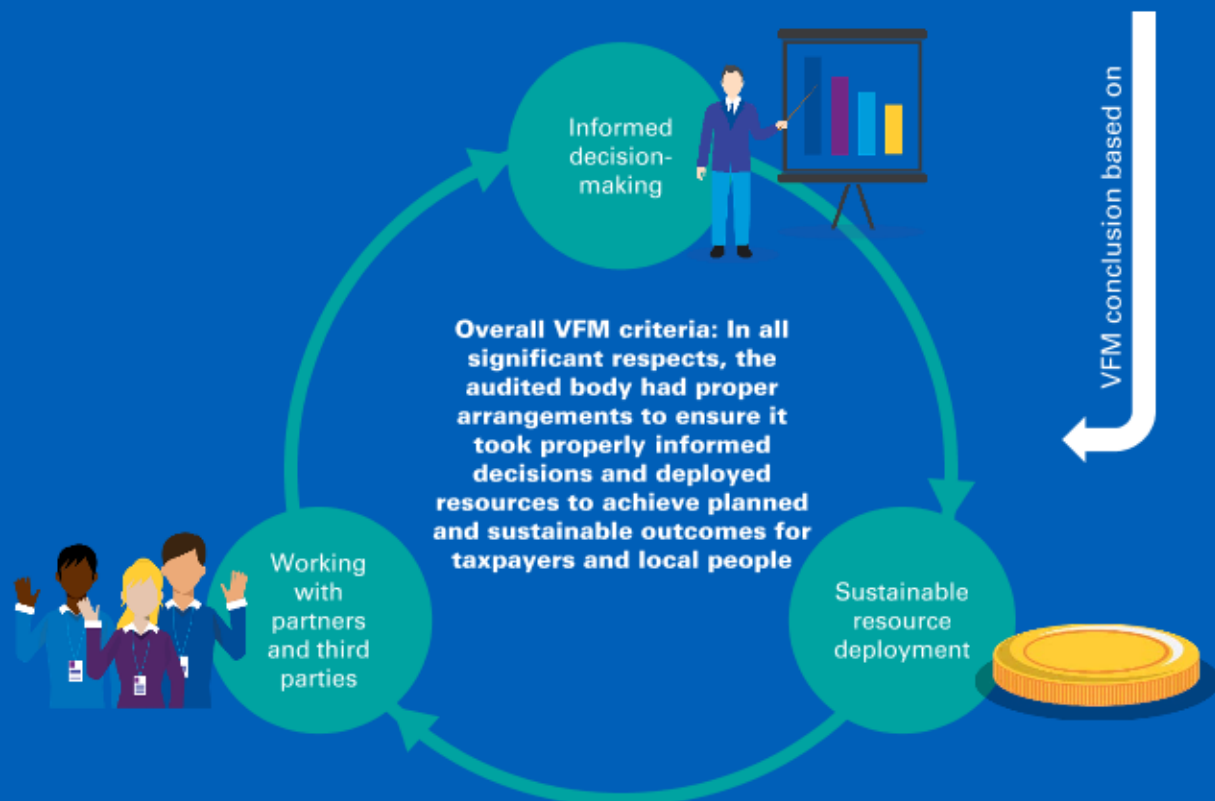 Informed
decision-
making
VFM conclusion based on
Overall VFM criteria: In all
significant respects, the
audited body had proper
arrangements to ensure it
took properly informed
decisions and deployed
resources to achieve planned
and sustainable outcomes for
taxpayers and local people
Working
with
partners
and third
parties
Sustainable
resource
deployment